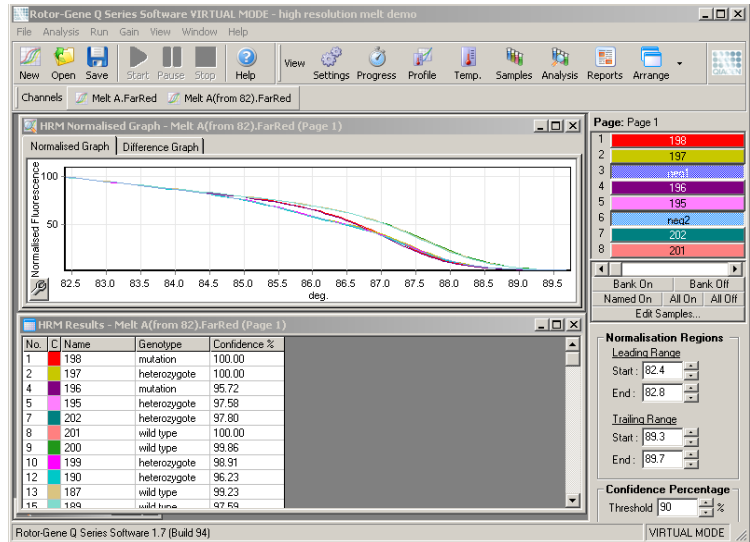 Rotor-Gene Q Series Software VIRTUAL MODE - high resolution melt demo
File Analysis Run Gain View Window Help
New Open Save Start Pause Stop Help View Settings Progress Profile Temp. Samples Analysis Reports Arrange
QIAGEN
Channels Melt A.FarRed Melt A(from 82).FarRed
HRM Normalised Graph - Melt A(from 82).FarRed (Page 1)
Normalised Graph Difference Graph
Normalised Fluorescence
100
50
82.5 83.0 83.5 84.0 84.5 85.0 85.5 86.0 86.5 87.0 87.5 88.0 88.5 89.0 89.5
deg.
HRM Results - Melt A(from 82).FarRed (Page 1)
No. C Name Genotype Confidence %
1 198 mutation 100.00
2 197 heterozygote 100.00
4 196 mutation 95.72
5 195 heterozygote 97.58
7 202 heterozygote 97.80
8 201 wild type 100.00
9 200 wild type 99.86
10 199 heterozygote 98.91
12 190 heterozygote 96.23
13 187 wild type 99.23
15 189 wild type 97.59
Page: Page 1
1 198
2 197
3 neg1
4 196
5 195
6 neg2
7 202
8 201
Bank On Bank Off
Named On All On All Off
Edit Samples...
Normalisation Regions
Leading Range
Start : 82.4
End : 82.8
Trailing Range
Start : 89.3
End : 89.7
Confidence Percentage
Threshold 90 %
Rotor-Gene Q Series Software 1.7 (Build 94)
VIRTUAL MODE